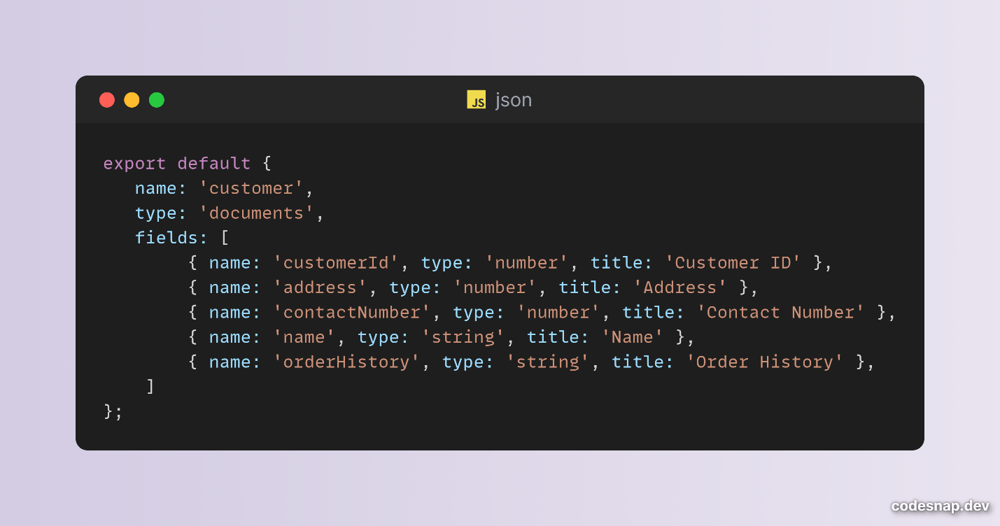 JS json
export default {
name: 'customer',
type: 'documents',
fields: [
{ name: 'customerId', type: 'number', title: 'Customer ID' },
{ name: 'address', type: 'number', title: 'Address' },
{ name: 'contactNumber', type: 'number', title: 'Contact Number' },
{ name: 'name', type: 'string', title: 'Name' },
{ name: 'orderHistory', type: 'string', title: 'Order History' },
]
};
codesnap.dev